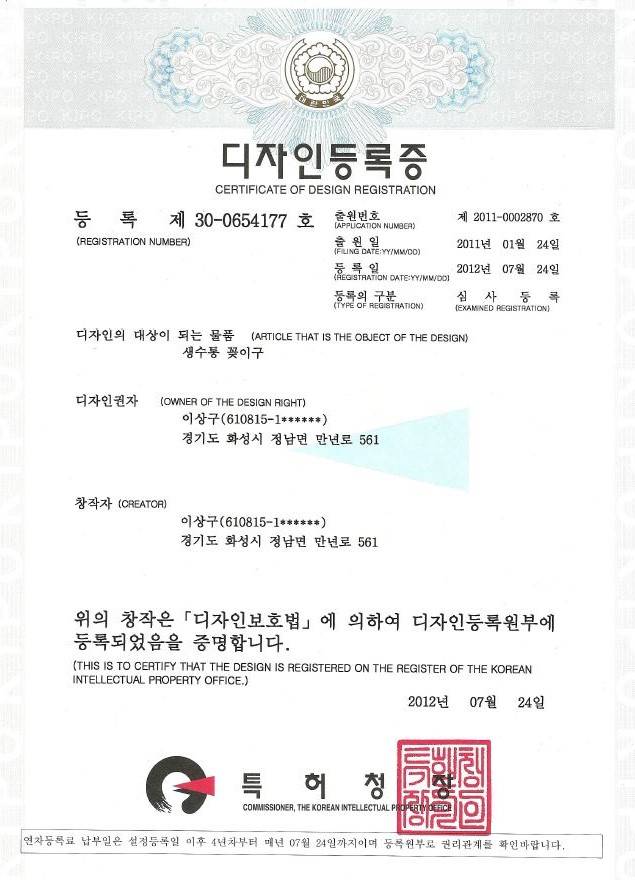 대한민국
디자인등록증
CERTIFICATE OF DESIGN REGISTRATION
등 록 제 30-0654177 호
(REGISTRATION NUMBER)
출원번호 제 2011-0002870 호
(APPLICATION NUMBER)
출 원 일 2011년 01월 24일
(FILING DATE:YY/MM/DD)
등 록 일 2012년 07월 24일
(REGISTRATION DATE:YY/MM/DD)
등록의 구분 심 사 등 록
(TYPE OF REGISTRATION) (EXAMINED REGISTRATION)
디자인의 대상이 되는 물품 (ARTICLE THAT IS THE OBJECT OF THE DESIGN)
생수통 꽂이구
디자인권자 (OWNER OF THE DESIGN RIGHT)
이상구(610815-1******)
경기도 화성시 정남면 만년로 561
창작자 (CREATOR)
이상구(610815-1******)
경기도 화성시 정남면 만년로 561
위의 창작은 「디자인보호법」에 의하여 디자인등록원부에
등록되었음을 증명합니다.
(THIS IS TO CERTIFY THAT THE DESIGN IS REGISTERED ON THE REGISTER OF THE KOREAN
INTELLECTUAL PROPERTY OFFICE.)
2012년 07월 24일
특 허 청 장
COMMISSIONER, THE KOREAN INTELLECTUAL PROPERTY OFFICE
연차등록료 납부일은 설정등록일 이후 4년차부터 매년 07월 24일까지이며 등록원부로 권리관계를 확인바랍니다.